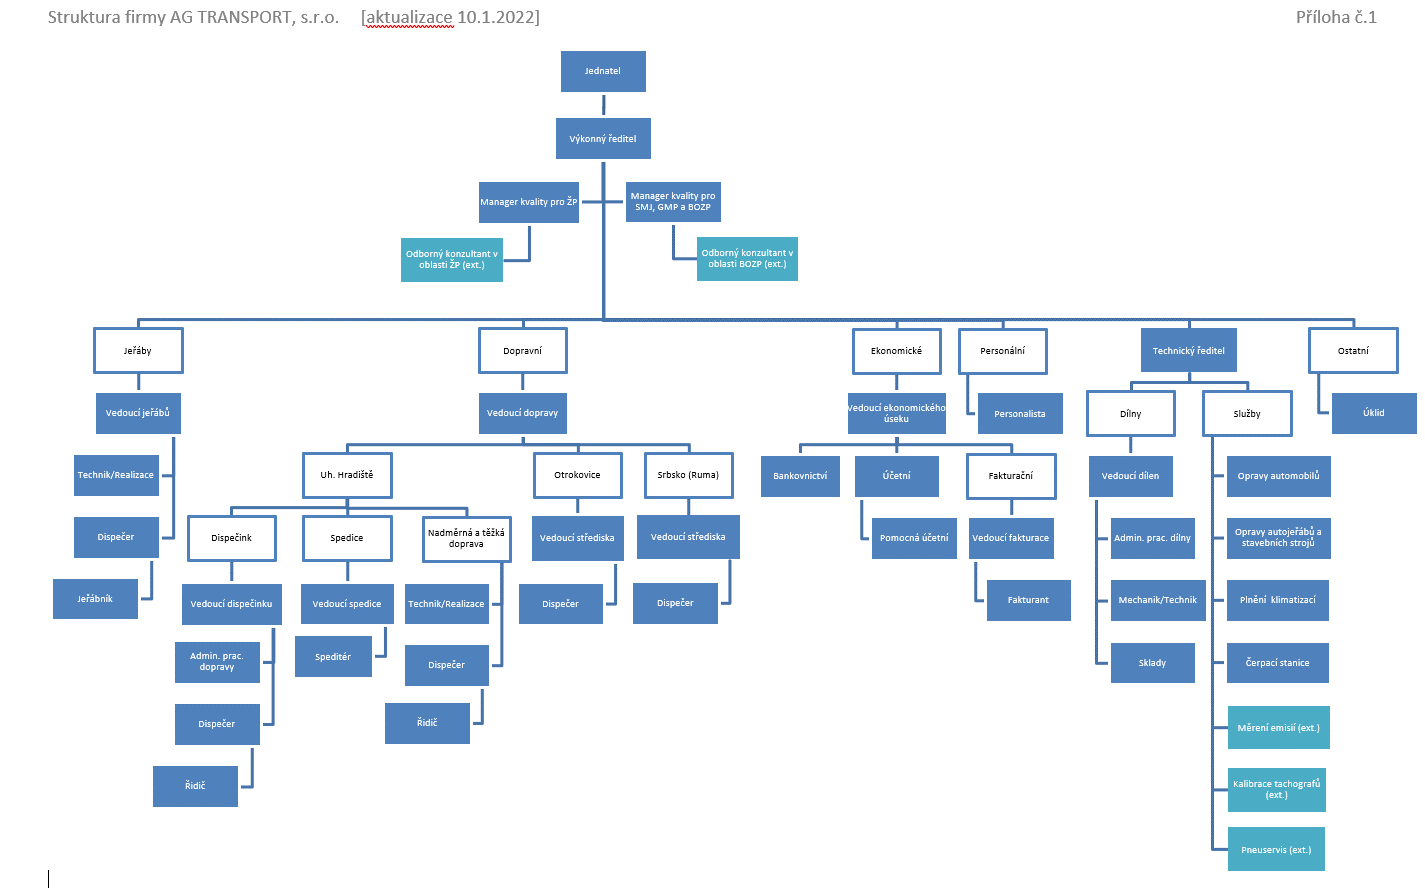 Struktura firmy AG TRANSPORT, s.r.o. [aktualizace 10.1.2022]
Příloha č.1
Jednatel
Výkonný ředitel
Manager kvality pro ŽP
Manager kvality pro
SMJ, GMP a BOZP
Odborný konzultant v
oblasti ŽP (ext.)
Odborný konzultant v
oblasti BOZP (ext.)
Jeřáby
Dopravní
Ekonomické
Personální
Technický ředitel
Ostatní
Vedoucí jeřábů
Vedoucí dopravy
Vedoucí ekonomického
úseku
Personalista
Dílny
Služby
Úklid
Technik/Realizace
Uh. Hradiště
Otrokovice
Srbsko (Ruma)
Bankovnictví
Účetní
Fakturační
Vedoucí dílen
Opravy automobilů
Dispečer
Dispečink
Spedice
Nadměrná a těžká
doprava
Vedoucí střediska
Vedoucí střediska
Pomocná účetní
Vedoucí fakturace
Admin. prac. dílny
Opravy autojeřábů a
stavebních strojů
Jeřábník
Vedoucí dispečinku
Vedoucí spedice
Technik/Realizace
Dispečer
Dispečer
Fakturant
Mechanik/Technik
Plnění klimatizací
Admin. prac.
dopravy
Speditér
Dispečer
Sklady
Čerpací stanice
Dispečer
Řidič
Měrení emisií (ext.)
Řidič
Kalibrace tachografů
(ext.)
Pneuservis (ext.)